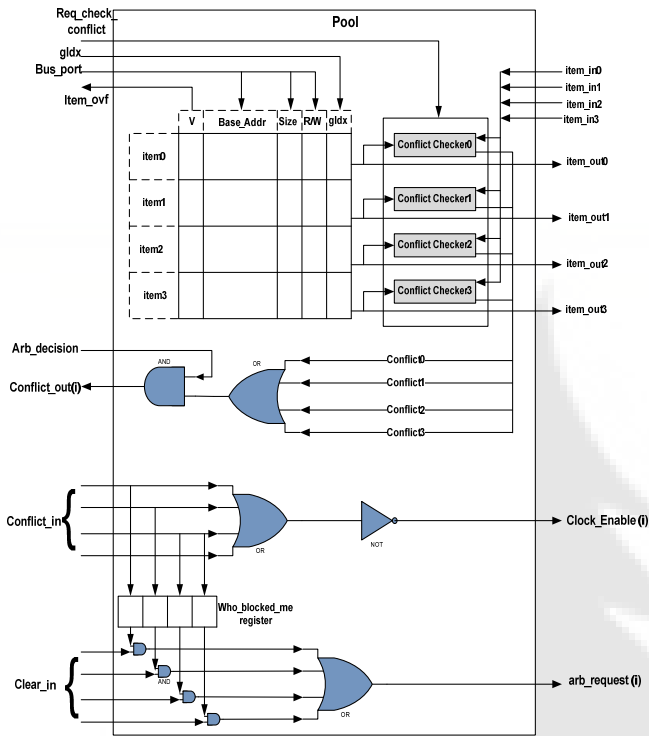 Req_check_
conflict
Pool
gIdx
Bus_port
Item_ovf
item_in0
item_in1
item_in2
item_in3
V Base_Addr Size R/W gIdx
item0
Conflict Checker0
item_out0
item1
Conflict Checker1
item_out1
item2
Conflict Checker2
item_out2
item3
Conflict Checker3
item_out3
Arb_decision
AND
OR
Conflict0
Conflict_out(i)
Conflict1
Conflict2
Conflict3
Conflict_in
OR
NOT
Clock_Enable (i)
Who_blocked_me
register
Clear_in
AND
OR
arb_request (i)